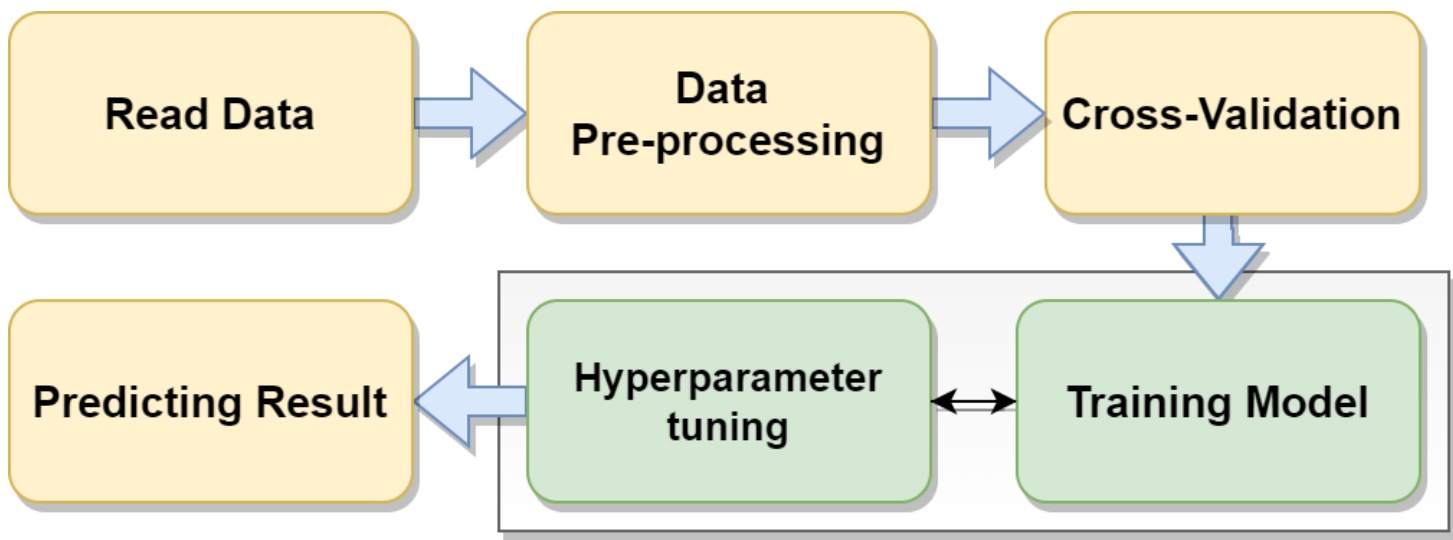 Read Data
Data
Pre-processing
Cross-Validation
Predicting Result
Hyperparameter
tuning
Training Model